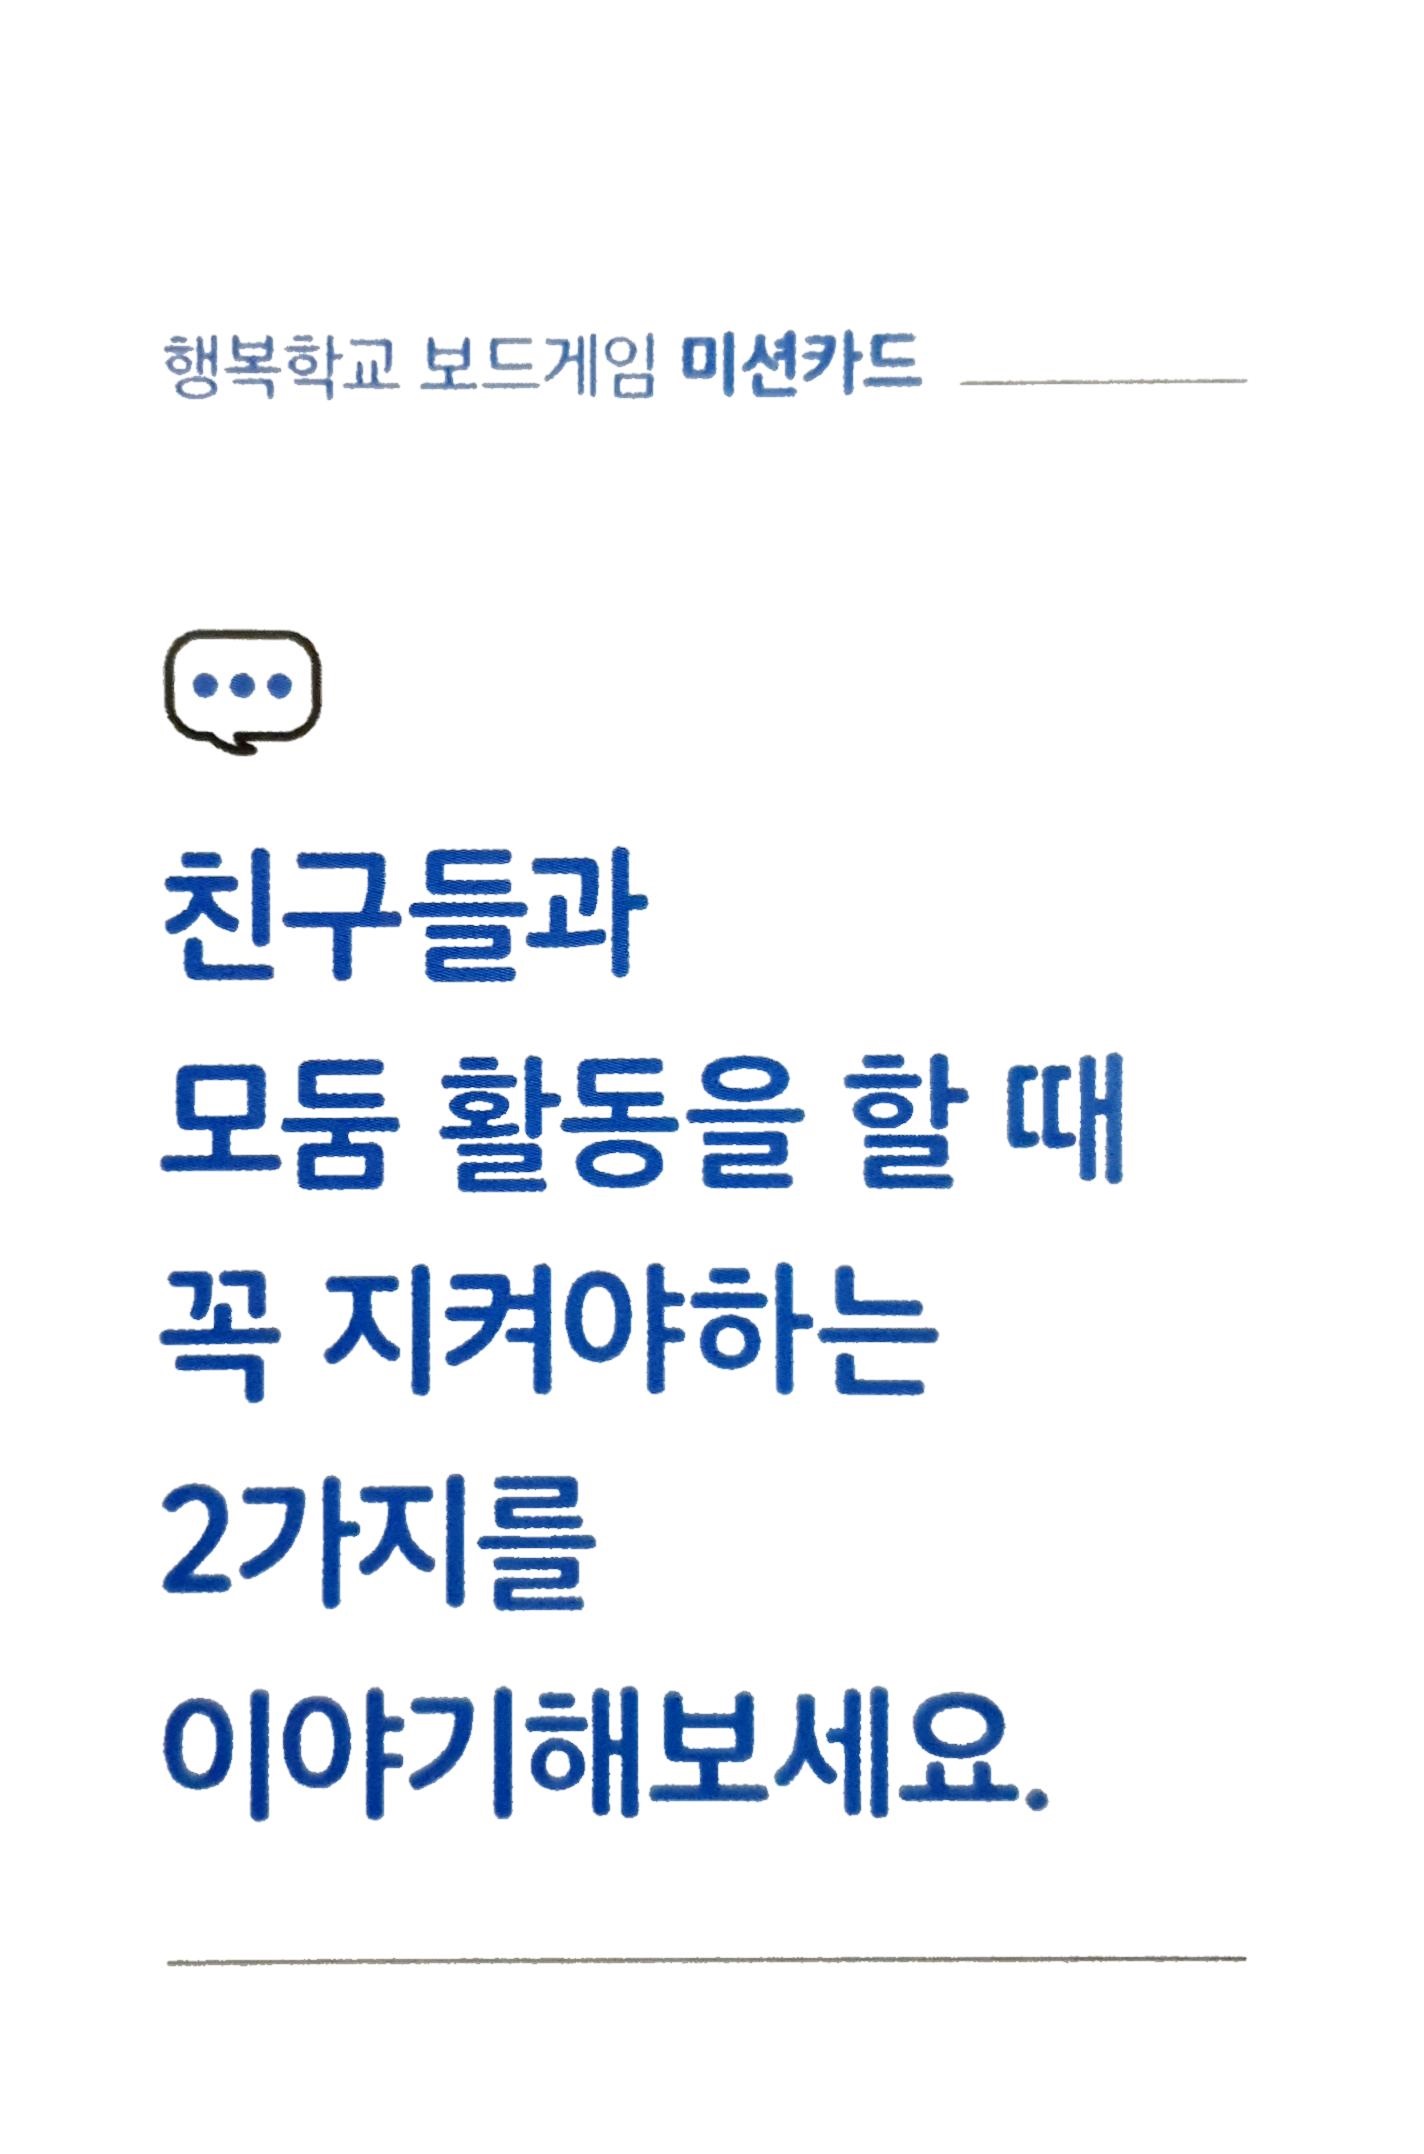 행복학교 보드게임 미션카드
친구들과
모둠 활동을 할 때
꼭 지켜야하는
2가지를
이야기해보세요.